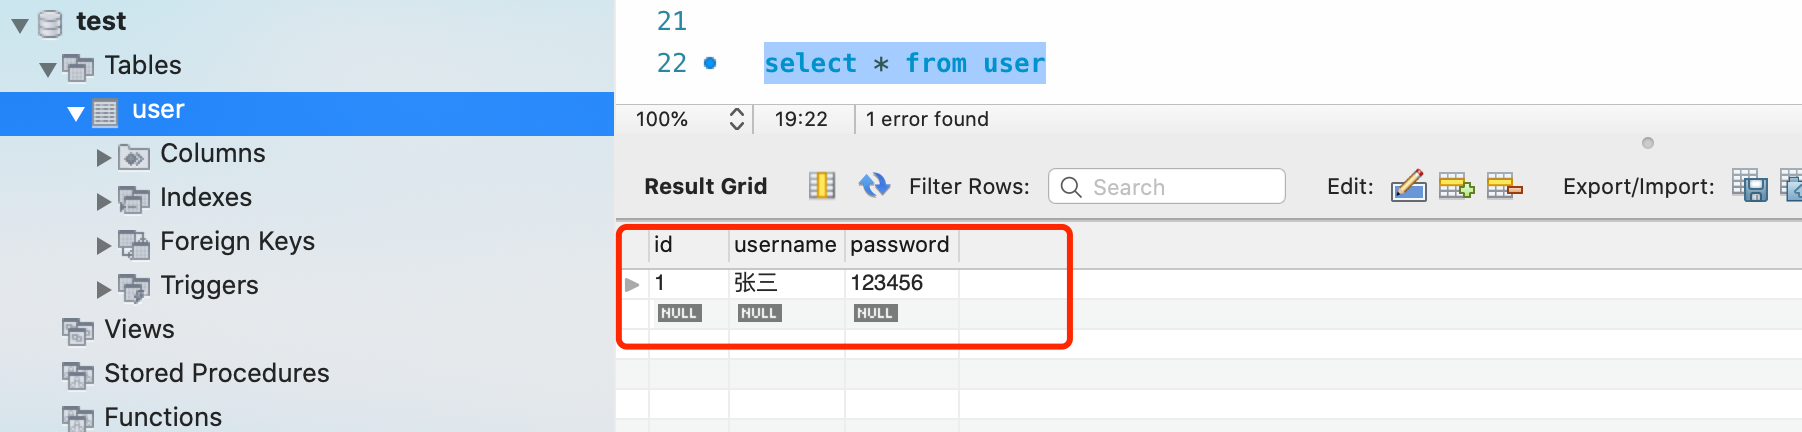 test
Tables
user
Columns
Indexes
Foreign Keys
Triggers
Views
Stored Procedures
Functions
21
22 select * from user
100% 19:22 1 error found
Result Grid Filter Rows: Search Edit: Export/Import:
id username password
1 张三 123456
NULL NULL NULL